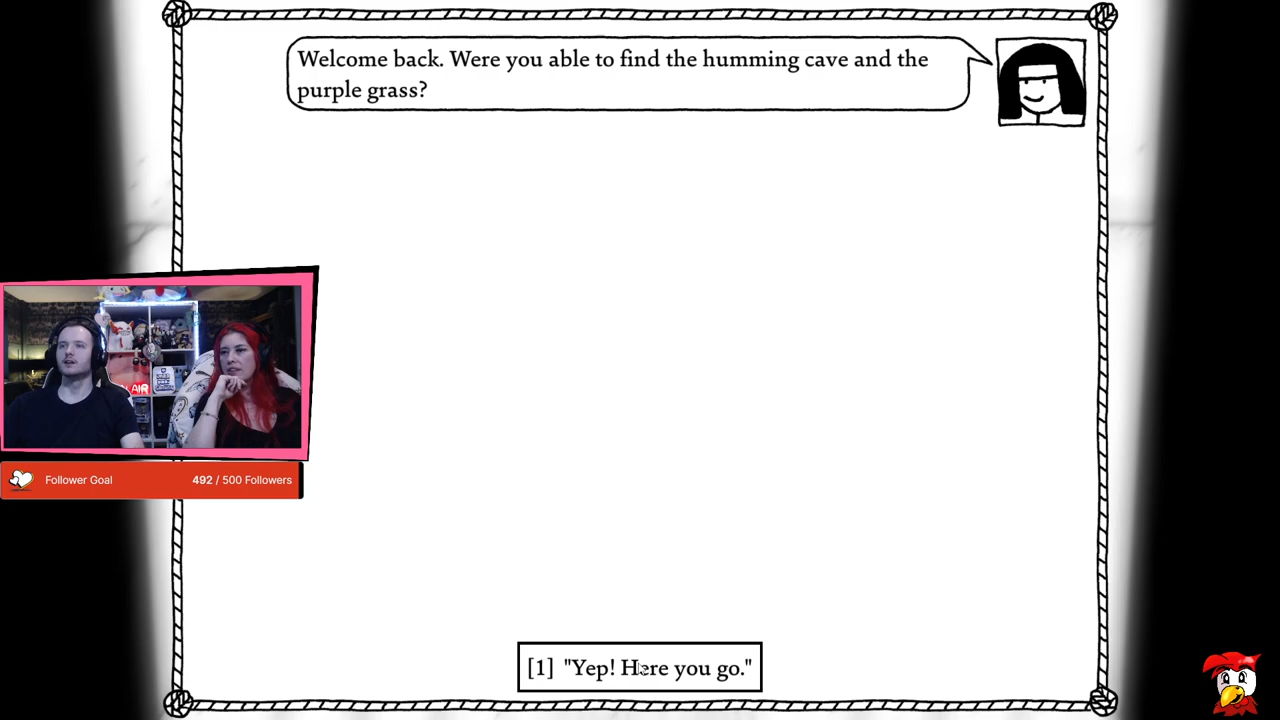 Welcome back. Were you able to find the humming cave and the
purple grass?
AIR
Follower Goal
492 / 500 Followers
[1] "Yep! Here you go."